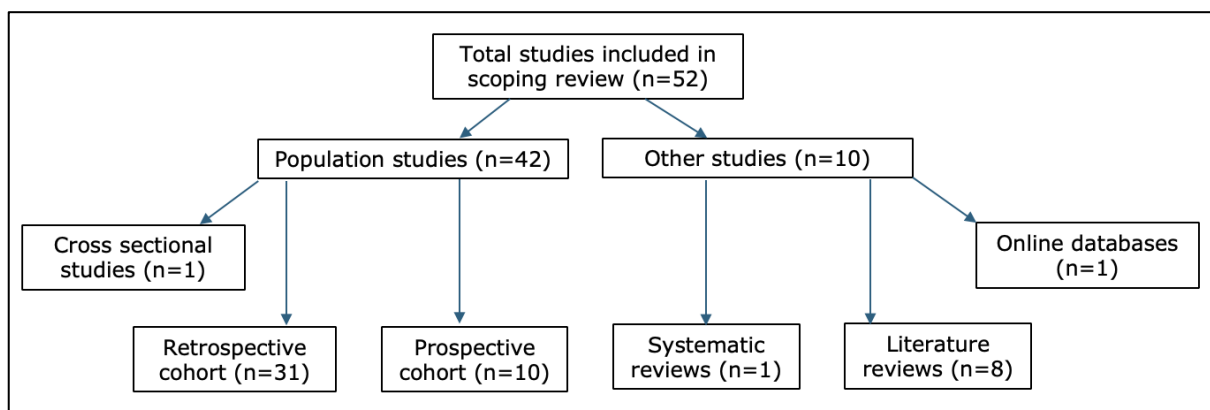 Total studies included in
scoping review (n=52)
Population studies (n=42)
Other studies (n=10)
Cross sectional
studies (n=1)
Online databases
(n=1)
Retrospective
cohort (n=31)
Prospective
cohort (n=10)
Systematic
reviews (n=1)
Literature
reviews (n=8)